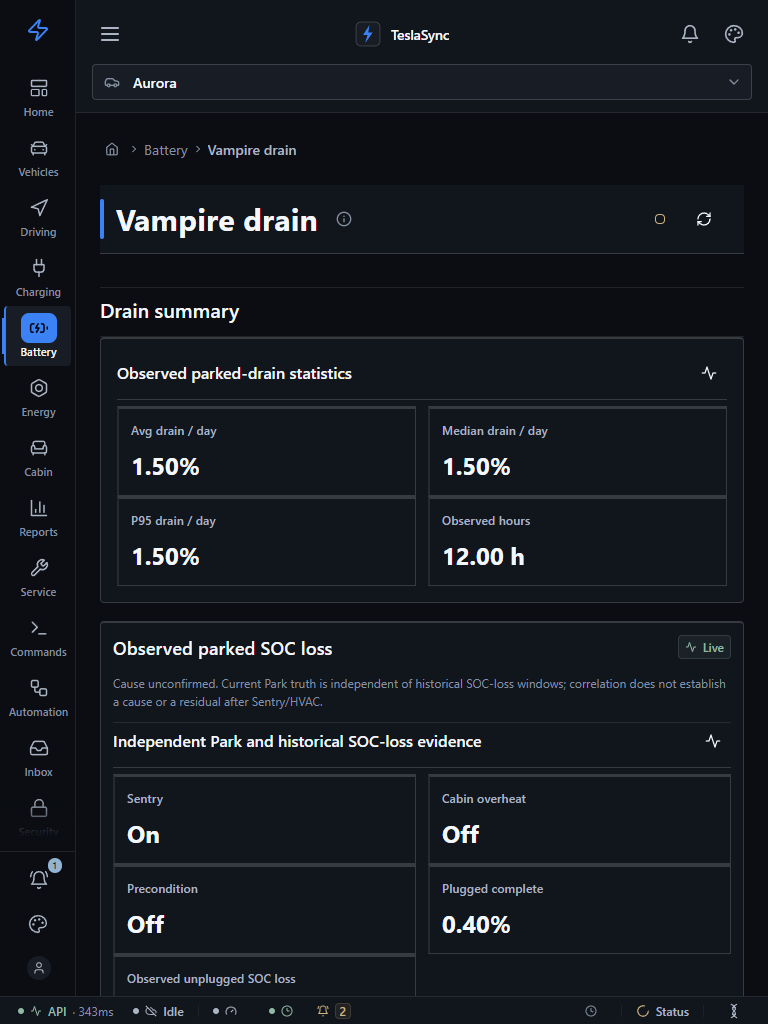 TeslaSync
Aurora
Home
Vehicles
Driving
Charging
Battery
Energy
Cabin
Reports
Service
Commands
Automation
Inbox
Security
1
Battery
Vampire drain
Vampire drain
Drain summary
Observed parked-drain statistics
Avg drain / day
1.50%
Median drain / day
1.50%
P95 drain / day
1.50%
Observed hours
12.00 h
Observed parked SOC loss
Live
Cause unconfirmed. Current Park truth is independent of historical SOC-loss windows; correlation does not establish
a cause or a residual after Sentry/HVAC.
Independent Park and historical SOC-loss evidence
Sentry
On
Cabin overheat
Off
Precondition
Off
Plugged complete
0.40%
Observed unplugged SOC loss
API · 343ms
Idle
2
Status